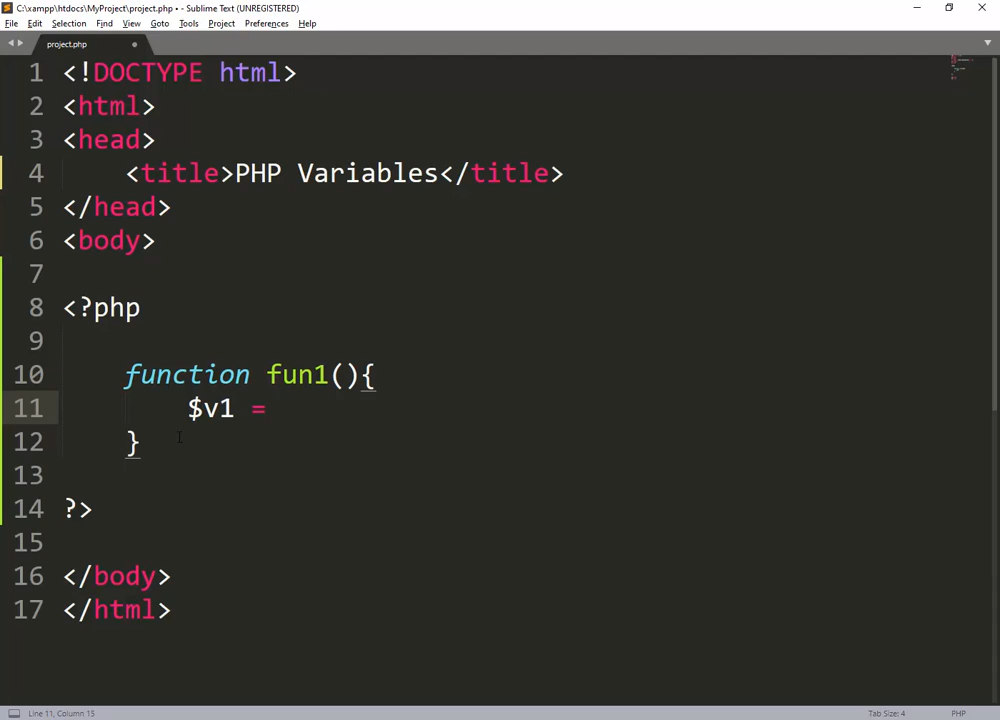 C:\xampp\htdocs\MyProject\project.php • - Sublime Text (UNREGISTERED)
File Edit Selection Find View Goto Tools Project Preferences Help
project.php
1 <!DOCTYPE html>
2 <html>
3 <head>
4 <title>PHP Variables</title>
5 </head>
6 <body>
7
8 <?php
9
10 function fun1(){
11 $v1 =
12 }
13
14 ?>
15
16 </body>
17 </html>
Line 11, Column 15 Tab Size: 4 PHP